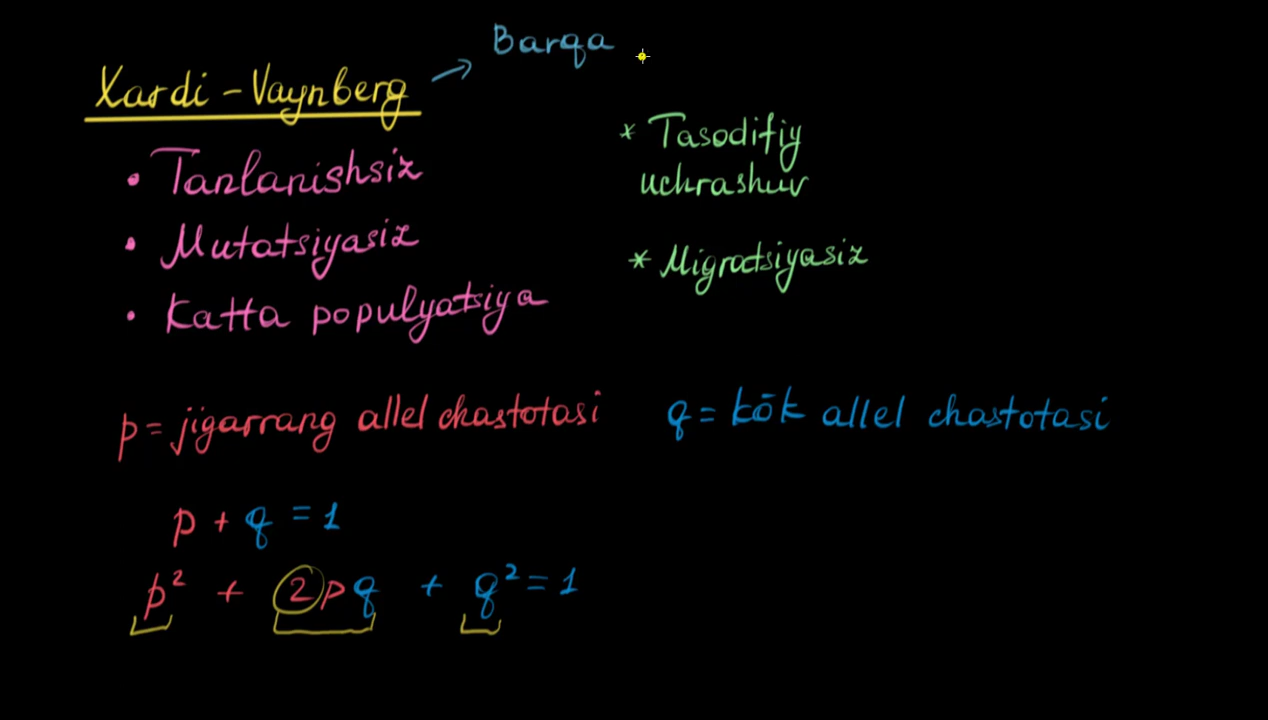 Barqa
Xardi - Vaynberg
• Tanlanishsiz
• Mutatsiyasiz
• Katta populyatsiya
* Tasodifiy
uchrashuv
* Migratsiyasiz
p = jigarrang allel chastotasi
q = kōk allel chastotasi
p + q = 1
p² + 2pq + q² = 1